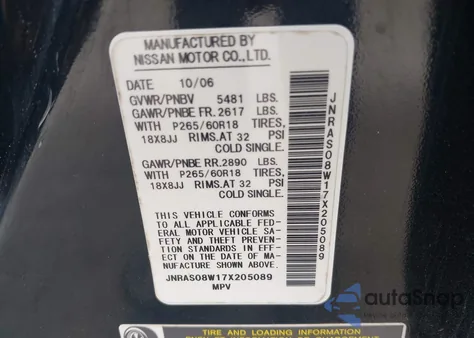 MANUFACTURED BY
NISSAN MOTOR CO.,LTD.
DATE 10/06
GVWR/PNBV 5481 LBS.
GAWR/PNBE FR. 2617 LBS.
WITH P265/60R18 TIRES,
18X8JJ RIMS. AT 32 PSI
COLD SINGLE.
GAWR/PNBE RR. 2890 LBS.
WITH P265/60R18 TIRES,
18X8JJ RIMS. AT 32 PSI
COLD SINGLE.
THIS VEHICLE CONFORMS
TO ALL APPLICABLE FED-
ERAL MOTOR VEHICLE SA-
FETY AND THEFT PREVEN-
TION STANDARDS IN EFF-
ECT ON THE DATE OF MA-
NUFACTURE SHOWN ABOVE.
JNRAS08W17X205089
MPV
JNRAS08W17X205089
autoSnap
TIRE AND LOADING INFORMATION